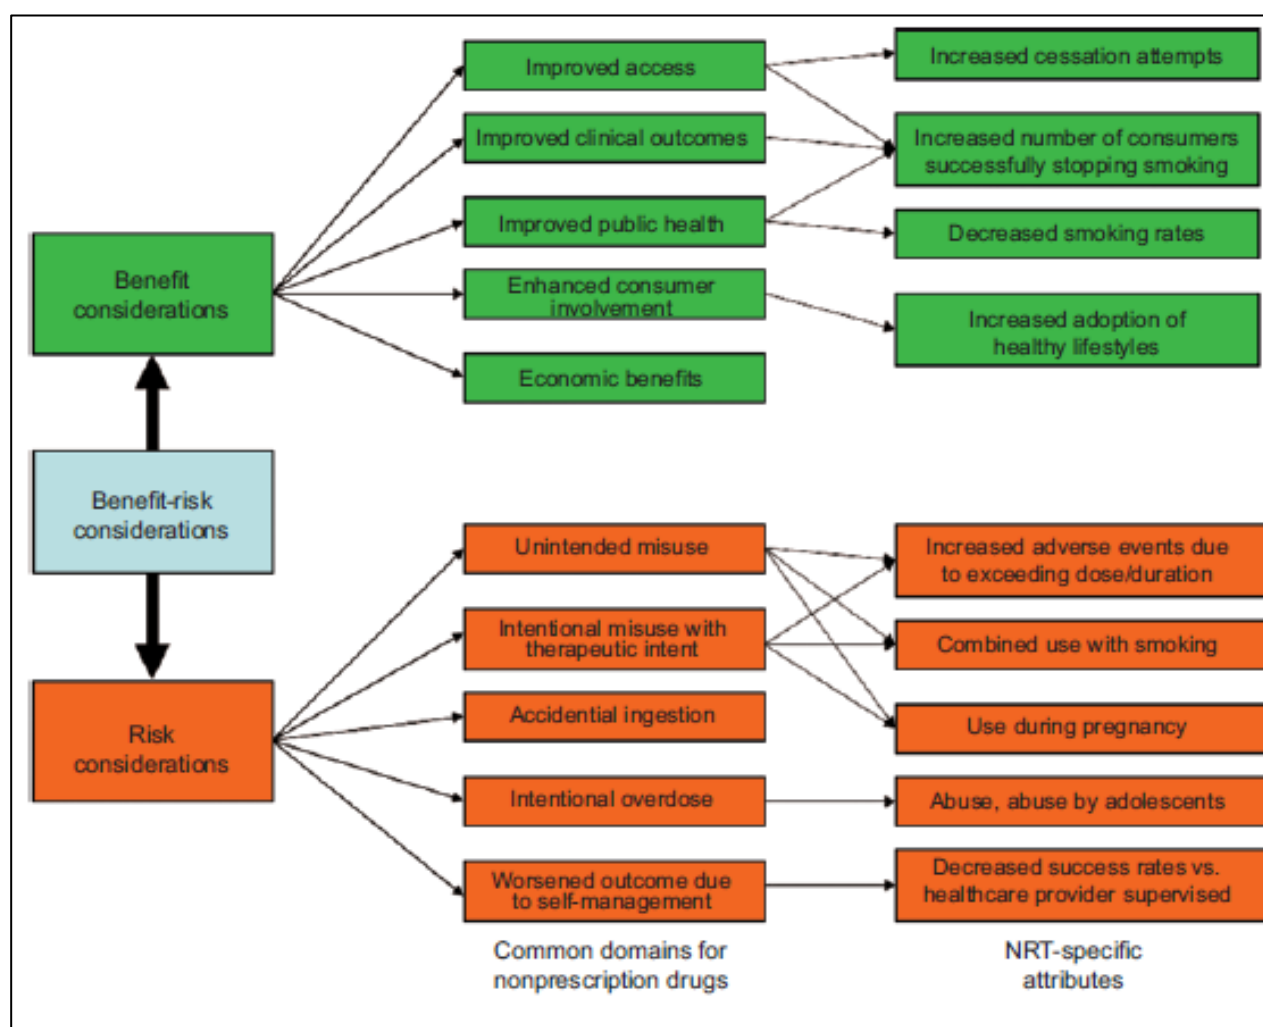 Improved access
Increased cessation attempts
Improved clinical outcomes
Increased number of consumers
successfully stopping smoking
Improved public health
Decreased smoking rates
Benefit
considerations
Enhanced consumer
involvement
Increased adoption of
healthy lifestyles
Economic benefits
Benefit-risk
considerations
Unintended misuse
Increased adverse events due
to exceeding dose/duration
Intentional misuse with
therapeutic intent
Combined use with smoking
Risk
considerations
Accidential ingestion
Use during pregnancy
Intentional overdose
Abuse, abuse by adolescents
Worsened outcome due
to self-management
Decreased success rates vs.
healthcare provider supervised
Common domains for
nonprescription drugs
NRT-specific
attributes